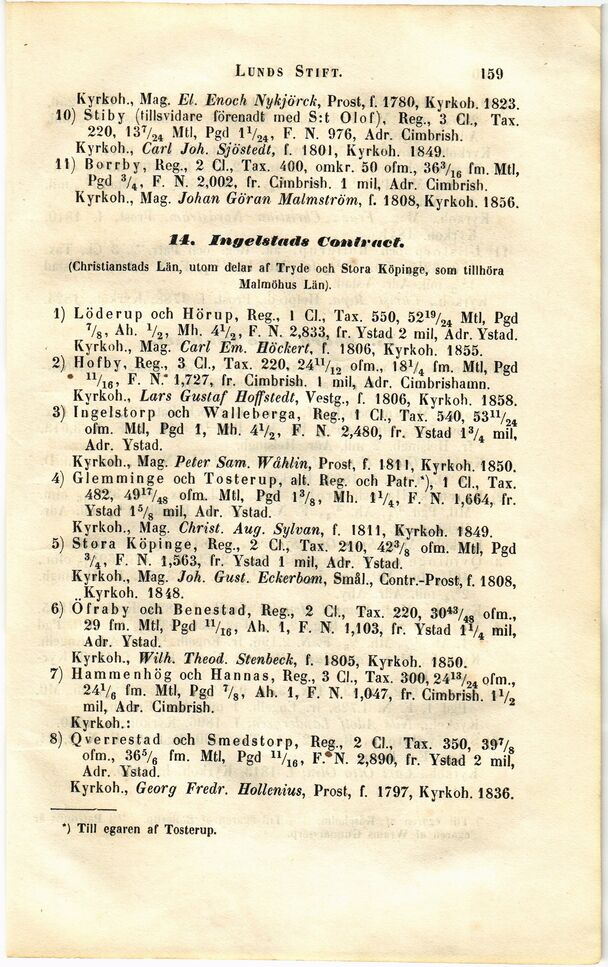 LUNDS STIFT. 159
Kyrkoh., Mag. El. Enoch Nykjörck, Prost, f. 1780, Kyrkoh. 1823.
10) Stiby (tillsvidare förenadt med S:t Olof), Reg., 3 Cl., Tax.
220, 13⁷/₂₄ Mtl, Pgd 1¹/₂₄, F. N. 976, Adr. Cimbrish.
Kyrkoh., Carl Joh. Sjöstedt, f. 1801, Kyrkoh. 1849.
11) Borrby, Reg., 2 Cl., Tax. 400, omkr. 50 ofm., 36³/₁₆ fm. Mtl,
Pgd ³/₄, F. N. 2,002, fr. Cimbrish. 1 mil, Adr. Cimbrish.
Kyrkoh., Mag. Johan Göran Malmström, f. 1808, Kyrkoh. 1856.
14. Ingelstads Contract.
(Christianstads Län, utom delar af Tryde och Stora Köpinge, som tillhöra
Malmöhus Län).
1) Löderup och Hörup, Reg., 1 Cl., Tax. 550, 52¹⁹/₂₄ Mtl, Pgd
⁷/₈, Ah. ¹/₂, Mh. 4¹/₂, F. N. 2,833, fr. Ystad 2 mil, Adr. Ystad.
Kyrkoh., Mag. Carl Em. Höckert, f. 1806, Kyrkoh. 1855.
2) Hofby, Reg., 3 Cl., Tax. 220, 24¹¹/₁₂ ofm., 18¹/₄ fm. Mtl, Pgd
¹¹/₁₆, F. N. 1,727, fr. Cimbrish. 1 mil, Adr. Cimbrishamn.
Kyrkoh., Lars Gustaf Hoffstedt, Vestg., f. 1806, Kyrkoh. 1858.
3) Ingelstorp och Walleberga, Reg., 1 Cl., Tax. 540, 53¹¹/₂₄
ofm. Mtl, Pgd 1, Mh. 4¹/₂, F. N. 2,480, fr. Ystad 1³/₄ mil,
Adr. Ystad.
Kyrkoh., Mag. Peter Sam. Wåhlin, Prost, f. 1811, Kyrkoh. 1850.
4) Glemminge och Tosterup, alt. Reg. och Patr.*), 1 Cl., Tax.
482, 49¹⁷/₄₈ ofm. Mtl, Pgd 1³/₈, Mh. 1¹/₄, F. N. 1,664, fr.
Ystad 1⁵/₈ mil, Adr. Ystad.
Kyrkoh., Mag. Christ. Aug. Sylvan, f. 1811, Kyrkoh. 1849.
5) Stora Köpinge, Reg., 2 Cl., Tax. 210, 42³/₈ ofm. Mtl, Pgd
³/₄, F. N. 1,563, fr. Ystad 1 mil, Adr. Ystad.
Kyrkoh., Mag. Joh. Gust. Eckerbom, Smål., Contr.-Prost, f. 1808,
Kyrkoh. 1848.
6) Öfraby och Benestad, Reg., 2 Cl., Tax. 220, 30⁴³/₄₈ ofm.,
29 fm. Mtl, Pgd ¹¹/₁₆, Ah. 1, F. N. 1,103, fr. Ystad 1¹/₄ mil,
Adr. Ystad.
Kyrkoh., Wilh. Theod. Stenbeck, f. 1805, Kyrkoh. 1850.
7) Hammenhög och Hannas, Reg., 3 Cl., Tax. 300, 24¹³/₂₄ ofm.,
24¹/₆ fm. Mtl, Pgd ⁷/₈, Ah. 1, F. N. 1,047, fr. Cimbrish. 1¹/₂
mil, Adr. Cimbrish.
Kyrkoh.:
8) Qverrestad och Smedstorp, Reg., 2 Cl., Tax. 350, 39⁷/₈
ofm., 36⁵/₆ fm. Mtl, Pgd ¹¹/₁₆, F. N. 2,890, fr. Ystad 2 mil,
Adr. Ystad.
Kyrkoh., Georg Fredr. Hollenius, Prost, f. 1797, Kyrkoh. 1836.
*) Till egaren af Tosterup.